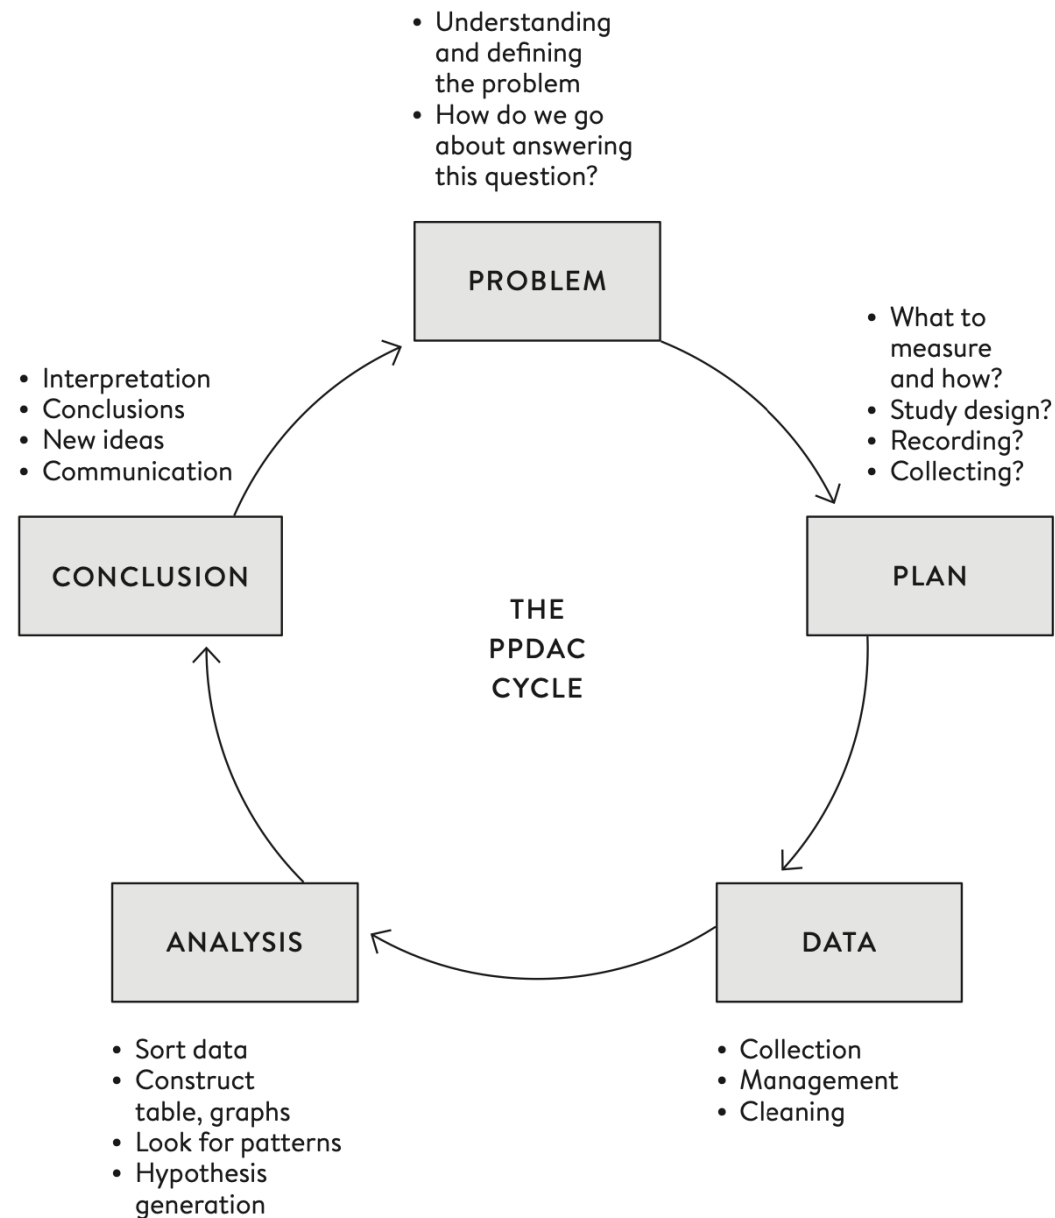 • Understanding
and defining
the problem
• How do we go
about answering
this question?
PROBLEM
• What to
measure
and how?
• Study design?
• Recording?
• Collecting?
PLAN
• Interpretation
• Conclusions
• New ideas
• Communication
CONCLUSION
THE
PPDAC
CYCLE
DATA
• Collection
• Management
• Cleaning
ANALYSIS
• Sort data
• Construct
table, graphs
• Look for patterns
• Hypothesis
generation